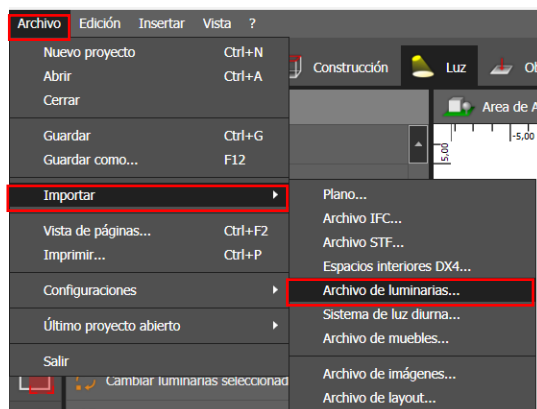 Archivo Edición Insertar Vista ?
Nuevo proyecto Ctrl+N
Abrir Ctrl+A
Cerrar
Guardar Ctrl+G
Guardar como... F12
Importar
Vista de páginas... Ctrl+F2
Imprimir... Ctrl+P
Configuraciones
Último proyecto abierto
Salir
Construcción Luz
Area de
-5,00
5,00
Plano...
Archivo IFC...
Archivo STF...
Espacios interiores DX4...
Archivo de luminarias...
Sistema de luz diurna...
Archivo de muebles...
Archivo de imágenes...
Archivo de layout...
Cambiar luminarias seleccionad